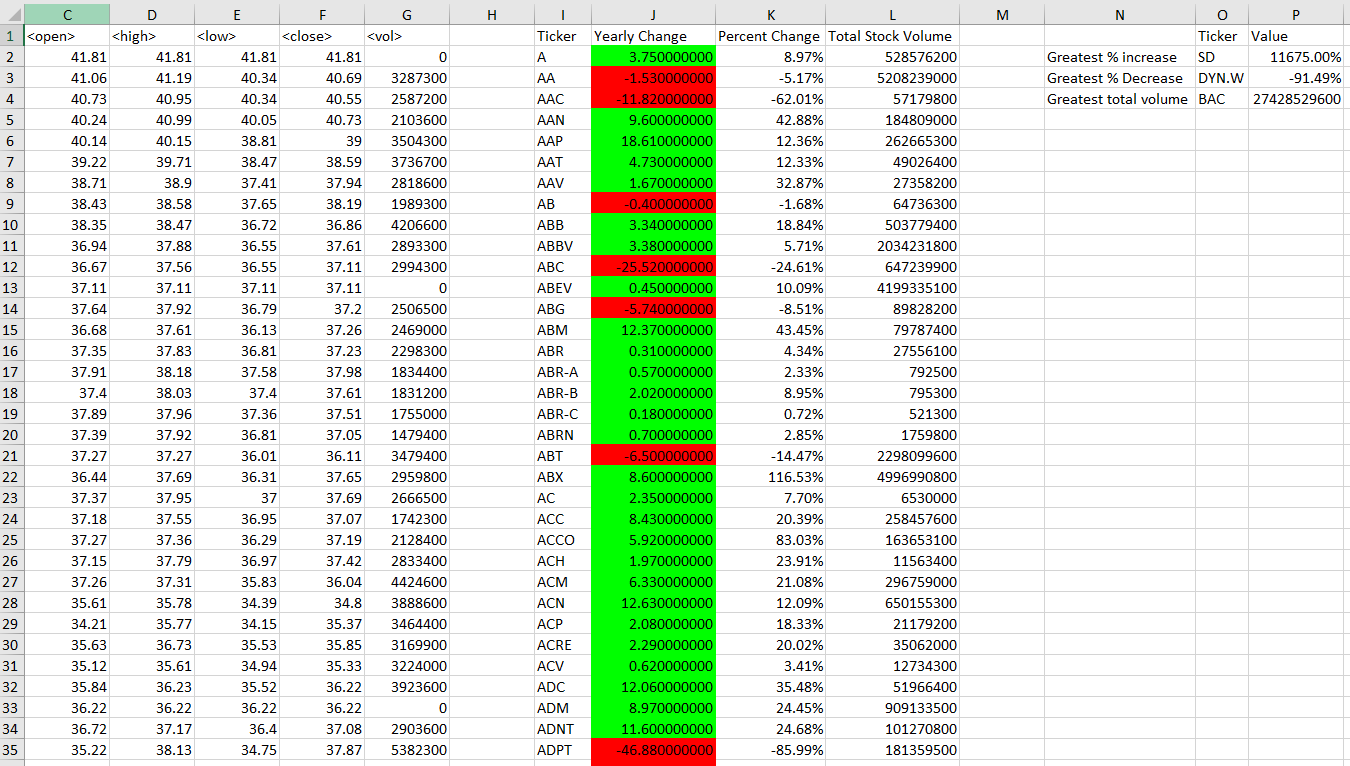 C D E F G H I J K L M N O P
1 <open> <high> <low> <close> <vol> Ticker Yearly Change Percent Change Total Stock Volume Ticker Value
2 41.81 41.81 41.81 41.81 0 A 3.750000000 8.97% 528576200 Greatest % increase SD 11675.00%
3 41.06 41.19 40.34 40.69 3287300 AA -1.530000000 -5.17% 5208239000 Greatest % Decrease DYN.W -91.49%
4 40.73 40.95 40.34 40.55 2587200 AAC -11.820000000 -62.01% 57179800 Greatest total volume BAC 27428529600
5 40.24 40.99 40.05 40.73 2103600 AAN 9.600000000 42.88% 184809000
6 40.14 40.15 38.81 39 3504300 AAP 18.610000000 12.36% 262665300
7 39.22 39.71 38.47 38.59 3736700 AAT 4.730000000 12.33% 49026400
8 38.71 38.9 37.41 37.94 2818600 AAV 1.670000000 32.87% 27358200
9 38.43 38.58 37.65 38.19 1989300 AB -0.400000000 -1.68% 64736300
10 38.35 38.47 36.72 36.86 4206600 ABB 3.340000000 18.84% 503779400
11 36.94 37.88 36.55 37.61 2893300 ABBV 3.380000000 5.71% 2034231800
12 36.67 37.56 36.55 37.11 2994300 ABC -25.520000000 -24.61% 647239900
13 37.11 37.11 37.11 37.11 0 ABEV 0.450000000 10.09% 4199335100
14 37.64 37.92 36.79 37.2 2506500 ABG -5.740000000 -8.51% 89828200
15 36.68 37.61 36.13 37.26 2469000 ABM 12.370000000 43.45% 79787400
16 37.35 37.83 36.81 37.23 2298300 ABR 0.310000000 4.34% 27556100
17 37.91 38.18 37.58 37.98 1834400 ABR-A 0.570000000 2.33% 792500
18 37.4 38.03 37.4 37.61 1831200 ABR-B 2.020000000 8.95% 795300
19 37.89 37.96 37.36 37.51 1755000 ABR-C 0.180000000 0.72% 521300
20 37.39 37.92 36.81 37.05 1479400 ABRN 0.700000000 2.85% 1759800
21 37.27 37.27 36.01 36.11 3479400 ABT -6.500000000 -14.47% 2298099600
22 36.44 37.69 36.31 37.65 2959800 ABX 8.600000000 116.53% 4996990800
23 37.37 37.95 37 37.69 2666500 AC 2.350000000 7.70% 6530000
24 37.18 37.55 36.95 37.07 1742300 ACC 8.430000000 20.39% 258457600
25 37.27 37.36 36.29 37.19 2128400 ACCO 5.920000000 83.03% 163653100
26 37.15 37.79 36.97 37.42 2833400 ACH 1.970000000 23.91% 11563400
27 37.26 37.31 35.83 36.04 4424600 ACM 6.330000000 21.08% 296759000
28 35.61 35.78 34.39 34.8 3888600 ACN 12.630000000 12.09% 650155300
29 34.21 35.77 34.15 35.37 3464400 ACP 2.080000000 18.33% 21179200
30 35.63 36.73 35.53 35.85 3169900 ACRE 2.290000000 20.02% 35062000
31 35.12 35.61 34.94 35.33 3224000 ACV 0.620000000 3.41% 12734300
32 35.84 36.23 35.52 36.22 3923600 ADC 12.060000000 35.48% 51966400
33 36.22 36.22 36.22 36.22 0 ADM 8.970000000 24.45% 909133500
34 36.72 37.17 36.4 37.08 2903600 ADNT 11.600000000 24.68% 101270800
35 35.22 38.13 34.75 37.87 5382300 ADPT -46.880000000 -85.99% 181359500